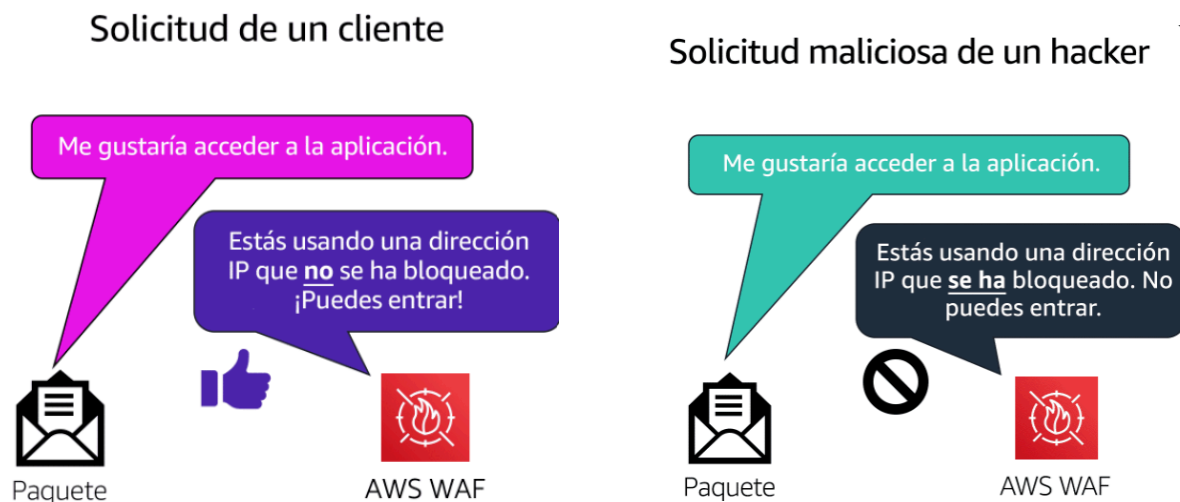 Solicitud de un cliente
Me gustaría acceder a la aplicación.
Estás usando una dirección
IP que no se ha bloqueado.
¡Puedes entrar!
Paquete
AWS WAF
Solicitud maliciosa de un hacker
Me gustaría acceder a la aplicación.
Estás usando una dirección
IP que se ha bloqueado. No
puedes entrar.
Paquete
AWS WAF